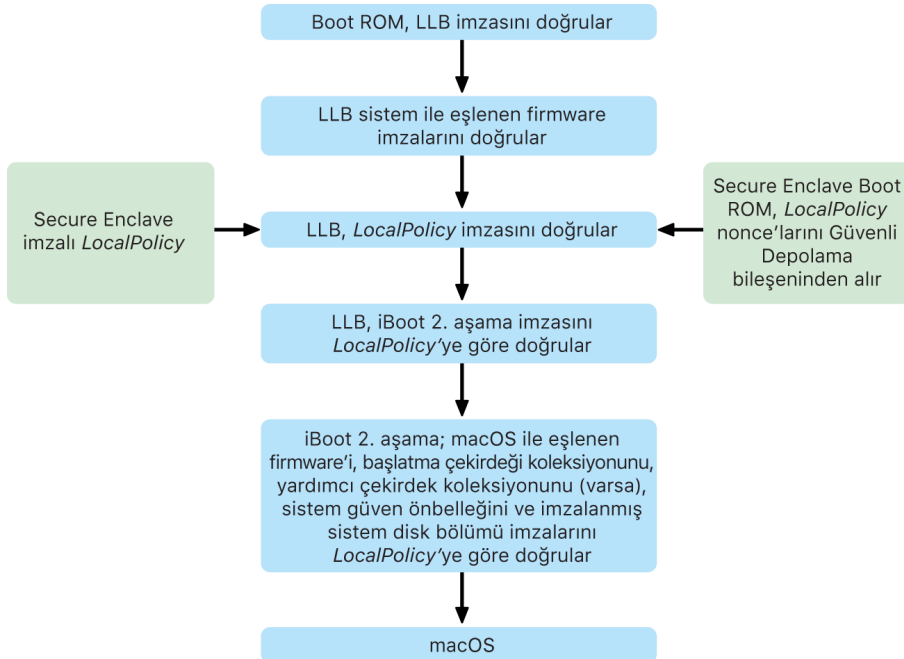 Boot ROM, LLB imzasını doğrular
LLB sistem ile eşlenen firmware
imzalarını doğrular
Secure Enclave
imzalı LocalPolicy
LLB, LocalPolicy imzasını doğrular
Secure Enclave Boot
ROM, LocalPolicy
nonce’larını Güvenli
Depolama
bileşeninden alır
LLB, iBoot 2. aşama imzasını
LocalPolicy’ye göre doğrular
iBoot 2. aşama; macOS ile eşlenen
firmware’i, başlatma çekirdeği koleksiyonunu,
yardımcı çekirdek koleksiyonunu (varsa),
sistem güven önbelleğini ve imzalanmış
sistem disk bölümü imzalarını
LocalPolicy’ye göre doğrular
macOS